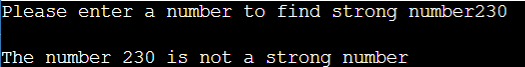 Please enter a number to find strong number230
The number 230 is not a strong number